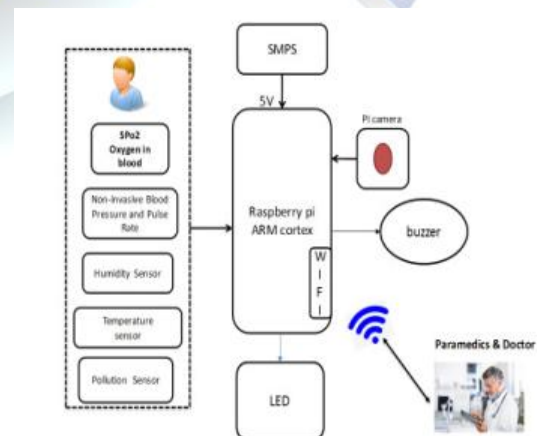 SMPS
5V
PI camera
SPo2
Oxygen in
blood
Non-Invasive Blood
Pressure and Pulse
Rate
Humidity Sensor
Temperature
sensor
Pollution Sensor
Raspberry pi
ARM cortex
W
I
F
I
buzzer
LED
Paramedics & Doctor